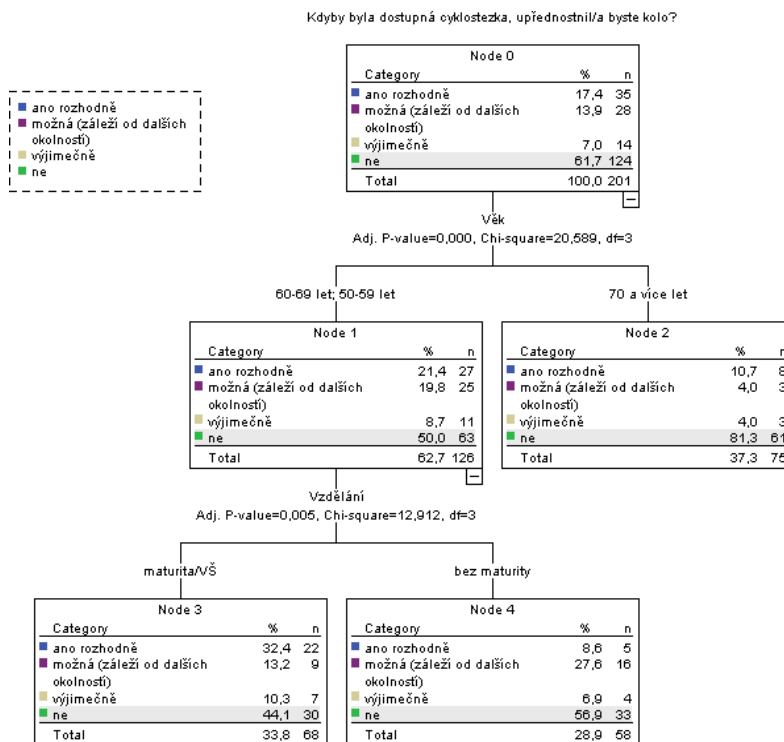 Kdyby byla dostupná cyklostezka, upřednostnil/a byste kolo?
ano rozhodně
možná (záleží od dalších
okolností)
výjimečně
ne
Node 0
Category % n
ano rozhodně 17,4 35
možná (záleží od dalších 13,9 28
okolností)
výjimečně 7,0 14
ne 61,7 124
Total 100,0 201
Věk
Adj. P-value=0,000, Chi-square=20,589, df=3
60-69 let; 50-59 let
70 a více let
Node 1
Category % n
ano rozhodně 21,4 27
možná (záleží od dalších 19,8 25
okolností)
výjimečně 8,7 11
ne 50,0 63
Total 62,7 126
Node 2
Category % n
ano rozhodně 10,7 8
možná (záleží od dalších 4,0 3
okolností)
výjimečně 4,0 3
ne 81,3 61
Total 37,3 75
Vzdělání
Adj. P-value=0,005, Chi-square=12,912, df=3
maturita/VŠ
bez maturity
Node 3
Category % n
ano rozhodně 32,4 22
možná (záleží od dalších 13,2 9
okolností)
výjimečně 10,3 7
ne 44,1 30
Total 33,8 68
Node 4
Category % n
ano rozhodně 8,6 5
možná (záleží od dalších 27,6 16
okolností)
výjimečně 6,9 4
ne 56,9 33
Total 28,9 58